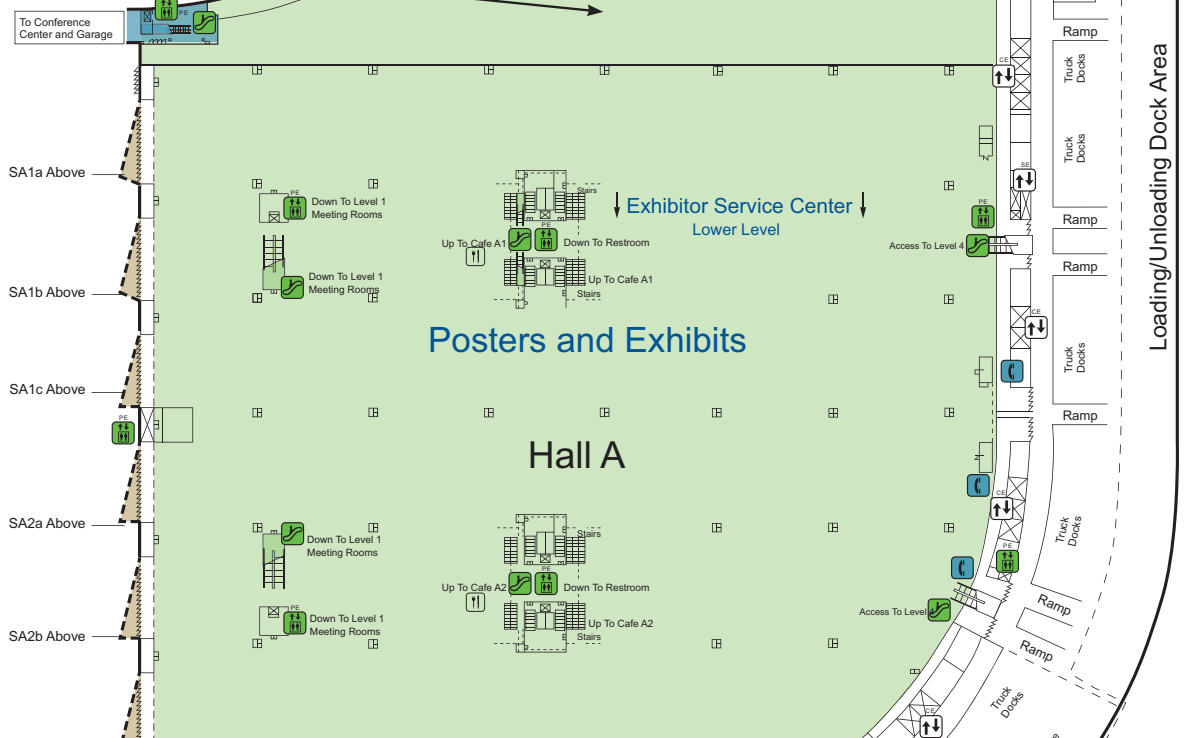 PE
To Conference
Center and Garage
Ramp
CE
Truck
Docks
Loading/Unloading Dock Area
Truck
Docks
SA1a Above
SE
PE
Down To Level 1
Meeting Rooms
Stairs
Exhibitor Service Center
Lower Level
PE
Ramp
PE
Up To Cafe A1
Down To Restroom
Access To Level 4
Ramp
Down To Level 1
Meeting Rooms
Up To Cafe A1
Stairs
SA1b Above
CE
Posters and Exhibits
Truck
Docks
SA1c Above
PE
Ramp
Hall A
CE
SA2a Above
Stairs
Truck
Docks
Down To Level 1
Meeting Rooms
PE
PE
Up To Cafe A2
Down To Restroom
Ramp
PE
Down To Level 1
Meeting Rooms
Up To Cafe A2
Stairs
Access To Level
SA2b Above
Ramp
Truck
Docks
CE